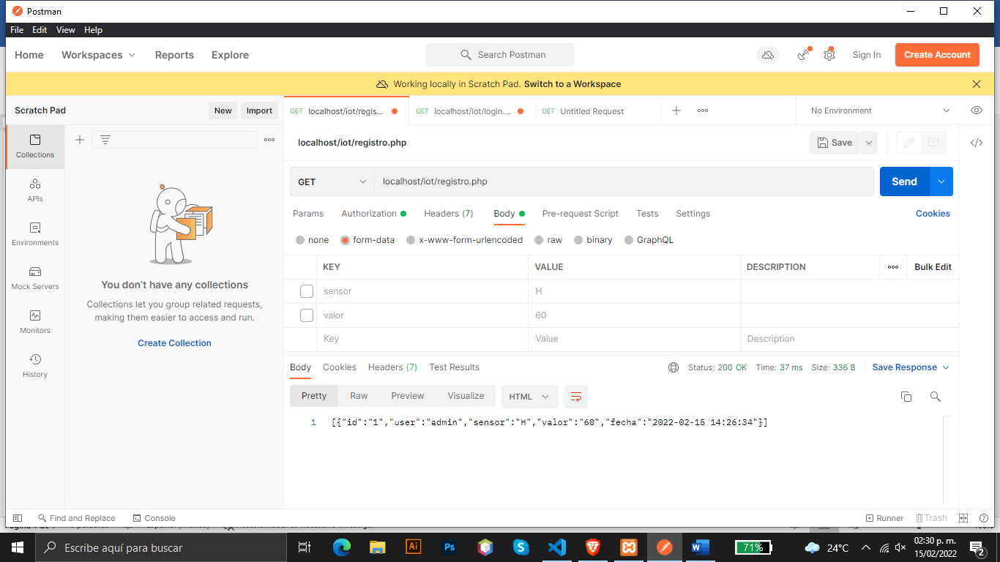 Postman
File Edit View Help
Home Workspaces Reports Explore Search Postman Sign In Create Account
Working locally in Scratch Pad. Switch to a Workspace
Scratch Pad New Import
GET localhost/iot/regis... GET localhost/iot/login.... GET Untitled Request No Environment
Collections
APIs
Environments
Mock Servers
Monitors
History
You don't have any collections
Collections let you group related requests,
making them easier to access and run.
Create Collection
localhost/iot/registro.php Save
GET localhost/iot/registro.php Send
Params Authorization Headers (7) Body Pre-request Script Tests Settings Cookies
none form-data x-www-form-urlencoded raw binary GraphQL
KEY VALUE DESCRIPTION Bulk Edit
sensor H
valor 60
Key Value Description
Body Cookies Headers (7) Test Results Status: 200 OK Time: 37 ms Size: 336 B Save Response
Pretty Raw Preview Visualize HTML
1 [{"id":"1","user":"admin","sensor":"H","valor":"60","fecha":"2022-02-15 14:26:34"}]
Find and Replace Console Runner Trash
Escribe aquí para buscar Ai Ps 71% 24°C 02:30 p. m.
15/02/2022 2